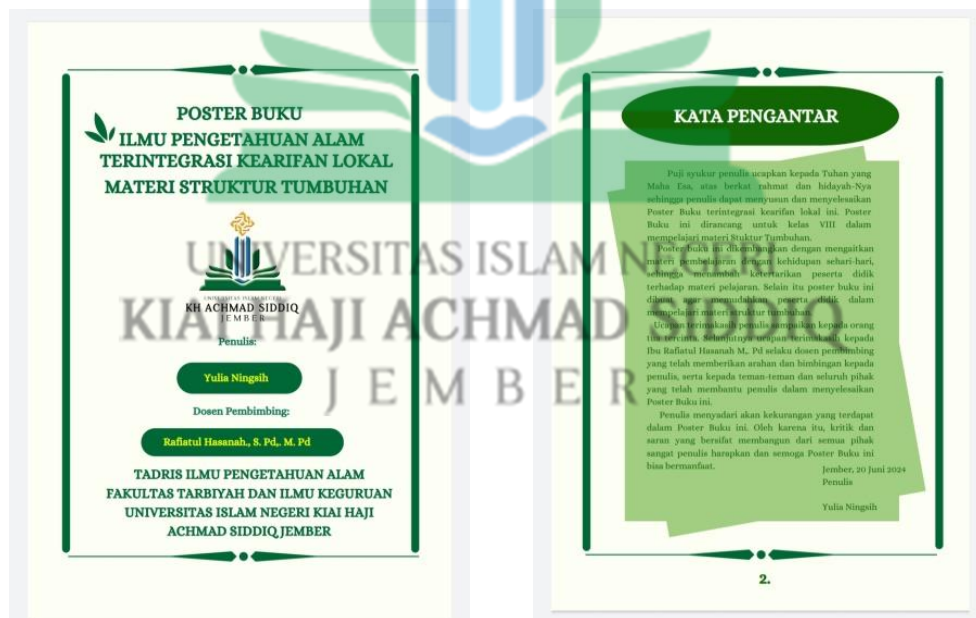 POSTER BUKU
ILMU PENGETAHUAN ALAM
TERINTEGRASI KEARIFAN LOKAL
MATERI STRUKTUR TUMBUHAN
UNIVERSITAS ISLAM NEGERI
KH ACHMAD SIDDIQ
JEMBER
Penulis:
Yulia Ningsih
Dosen Pembimbing:
Rafiatul Hasanah., S. Pd,. M. Pd
TADRIS ILMU PENGETAHUAN ALAM
FAKULTAS TARBIYAH DAN ILMU KEGURUAN
UNIVERSITAS ISLAM NEGERI KIAI HAJI
ACHMAD SIDDIQ JEMBER
KATA PENGANTAR
Puji syukur penulis ucapkan kepada Tuhan yang
Maha Esa, atas berkat rahmat dan hidayah-Nya
sehingga penulis dapat menyusun dan menyelesaikan
Poster Buku terintegrasi kearifan lokal ini. Poster
Buku ini dirancang untuk kelas VIII dalam
mempelajari materi Stuktur Tumbuhan.
Poster buku ini dikembangkan dengan mengaitkan
materi pembelajaran dengan kehidupan sehari-hari,
sehingga menambah ketertarikan peserta didik
terhadap materi pelajaran. Selain itu poster buku ini
dibuat untuk memudahkan peserta didik dalam
mempelajari materi struktur tumbuhan.
Ucapan terimakasih penulis sampaikan kepada orang
tua tercinta. Selanjutnya ucapan terimakasih kepada
Ibu Rafiatul Hasanah M,. Pd selaku dosen pembimbing
yang telah memberikan arahan dan bimbingan kepada
penulis, serta kepada teman-teman dan seluruh pihak
yang telah membantu penulis dalam menyelesaikan
Poster Buku ini.
Penulis menyadari akan kekurangan yang terdapat
dalam Poster Buku ini. Oleh karena itu, kritik dan
saran yang bersifat membangun dari semua pihak
sangat penulis harapkan dan semoga Poster Buku ini
bisa bermanfaat.
Jember, 20 Juni 2024
Penulis
Yulia Ningsih
2.
UNIVERSITAS ISLAM NEGERI
KIAI HAJI ACHMAD SIDDIQ
JEMBER